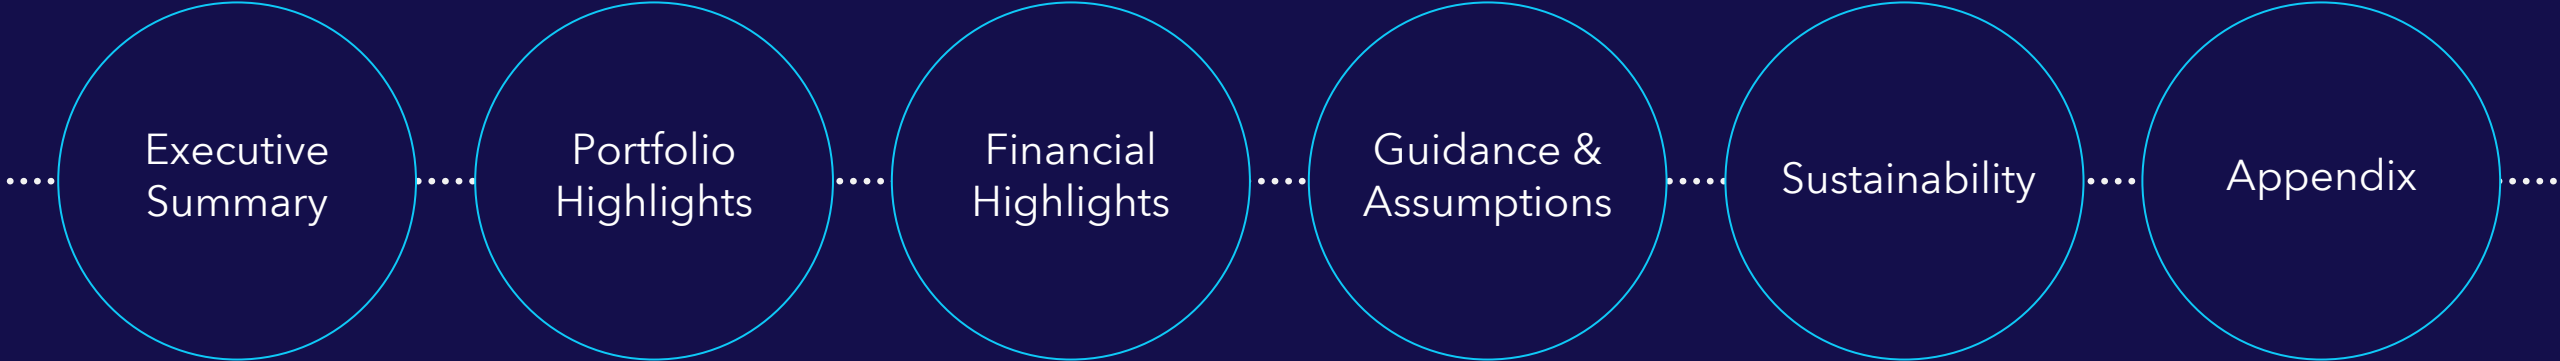 Executive
Summary
Portfolio
Highlights
Financial
Highlights
Guidance &
Assumptions
Sustainability
Appendix